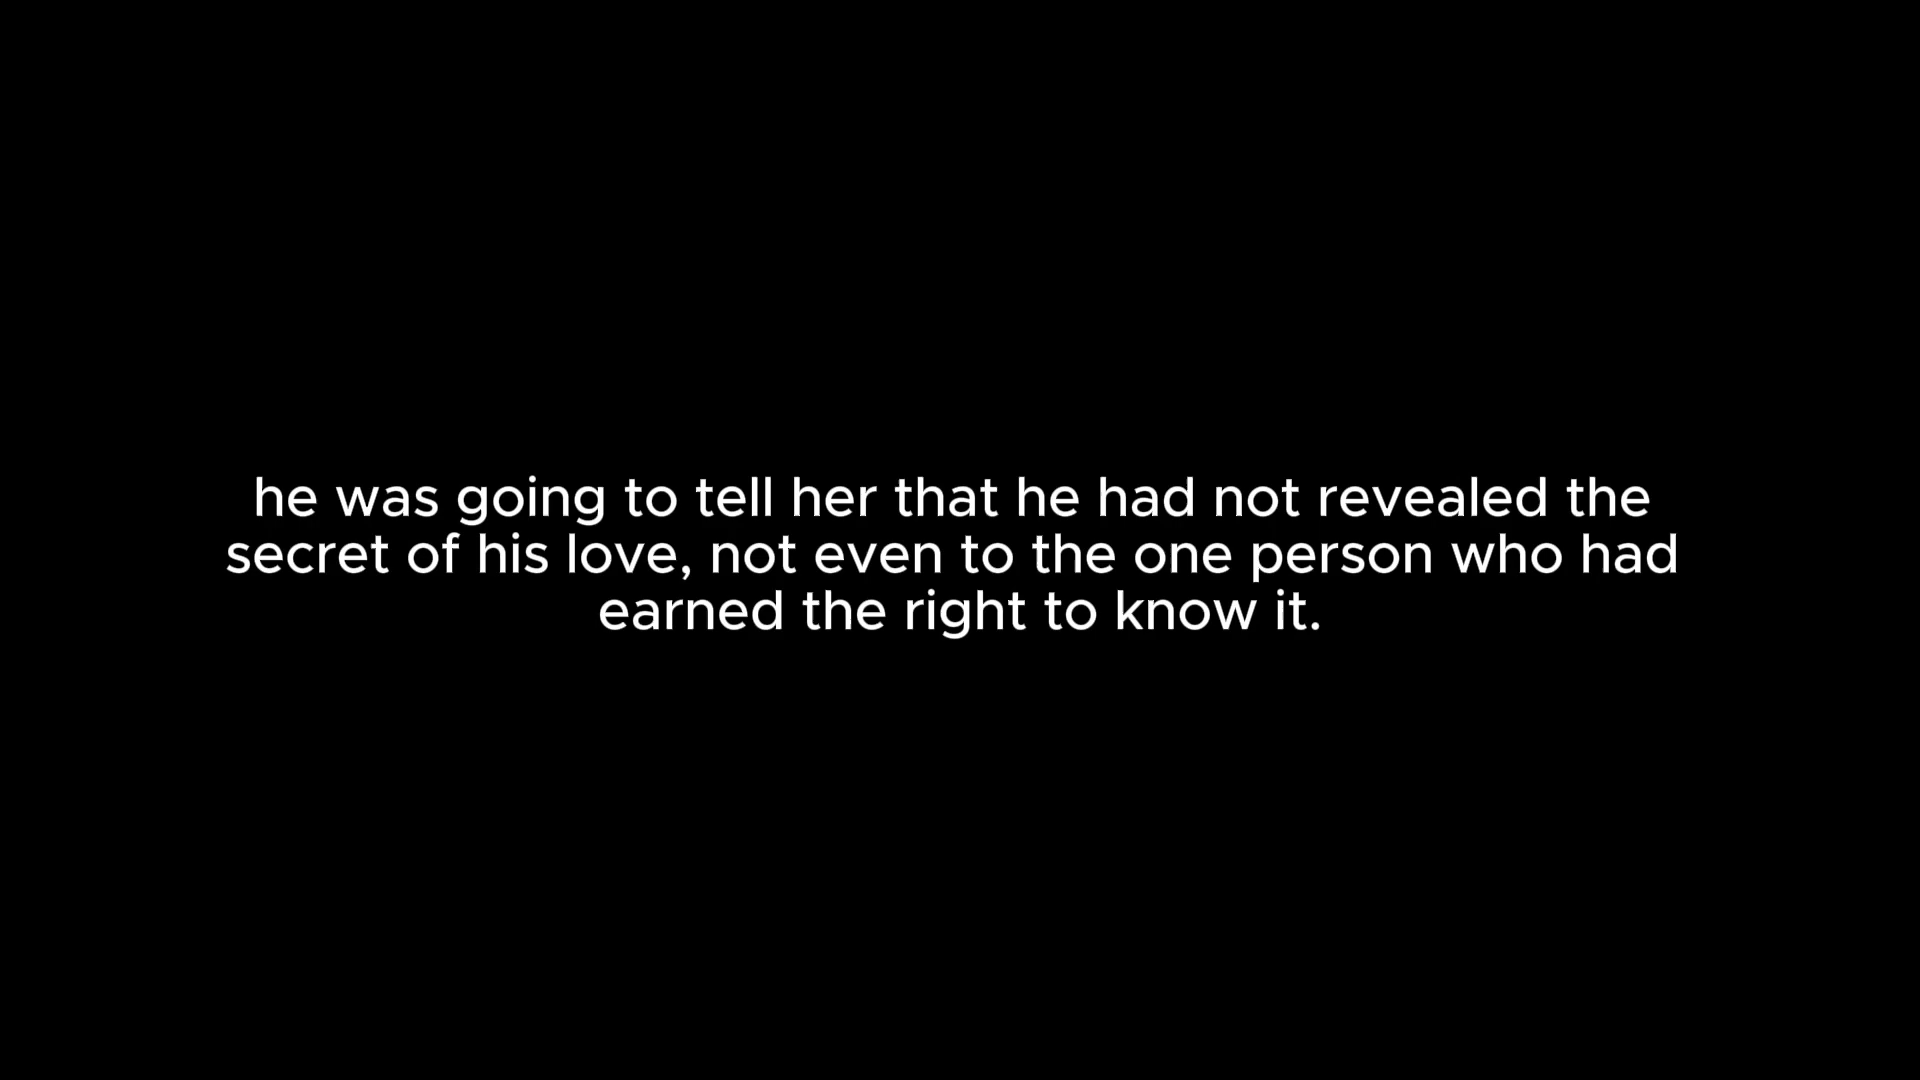 he was going to tell her that he had not revealed the
secret of his love, not even to the one person who had
earned the right to know it.